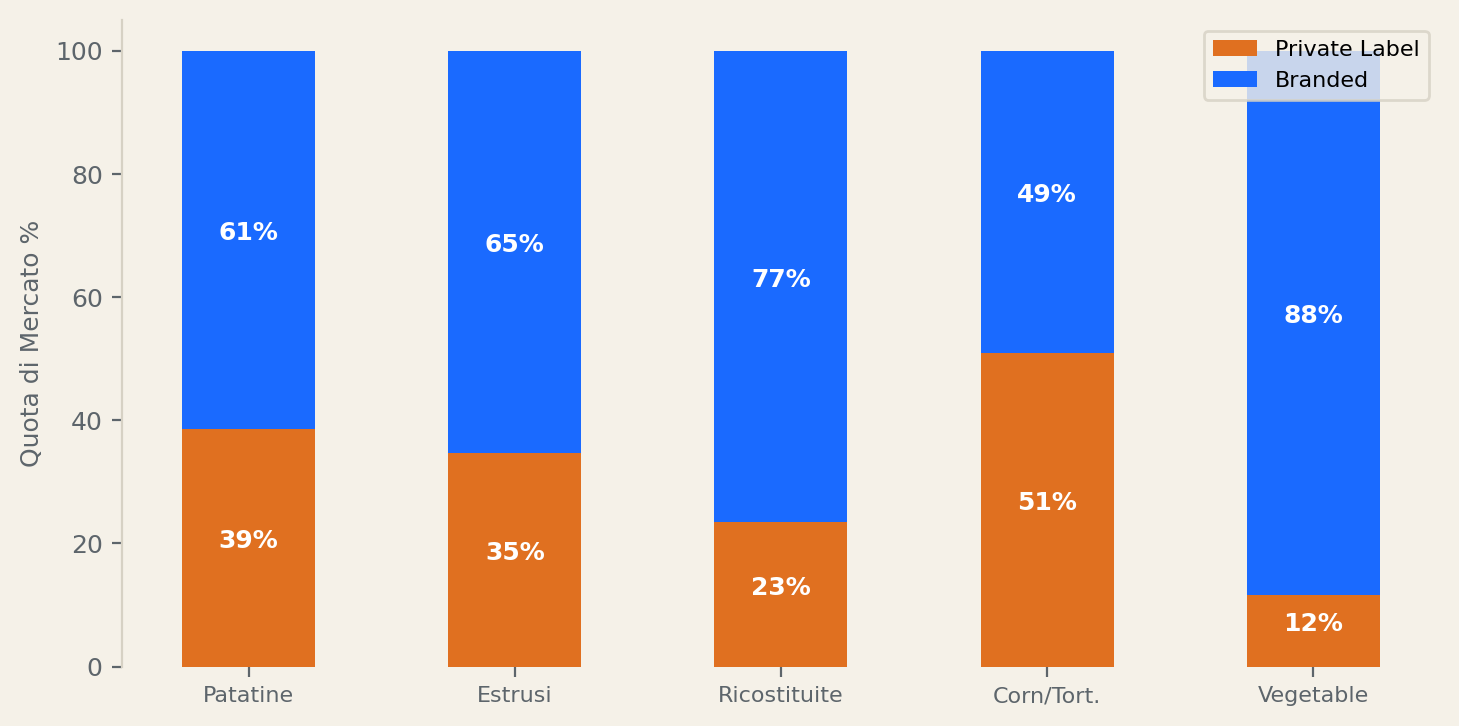 Private Label
Branded
Quota di Mercato %
100
80
60
40
20
0
61%
65%
77%
49%
88%
39%
35%
23%
51%
12%
Patatine
Estrusi
Ricostituite
Corn/Tort.
Vegetable